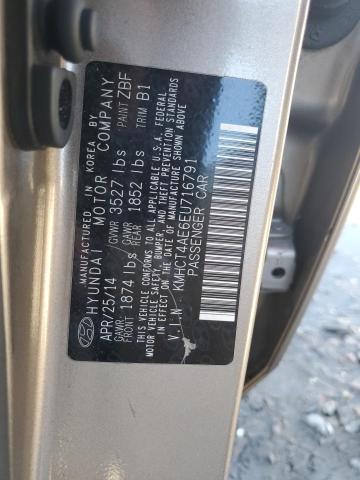 MANUFACTURED IN KOREA BY
HYUNDAI MOTOR COMPANY
APR/25/14 GVWR 3527 lbs PAINT ZBF
GAWR-FRONT 1874 lbs GAWR-REAR 1852 lbs TRIM B1
THIS VEHICLE CONFORMS TO ALL APPLICABLE U.S.A. FEDERAL
MOTOR VEHICLE SAFETY, BUMPER, AND THEFT PREVENTION STANDARDS
IN EFFECT ON THE DATE OF MANUFACTURE SHOWN ABOVE
V.I.N KMHCT4AE6EU716791
PASSENGER CAR